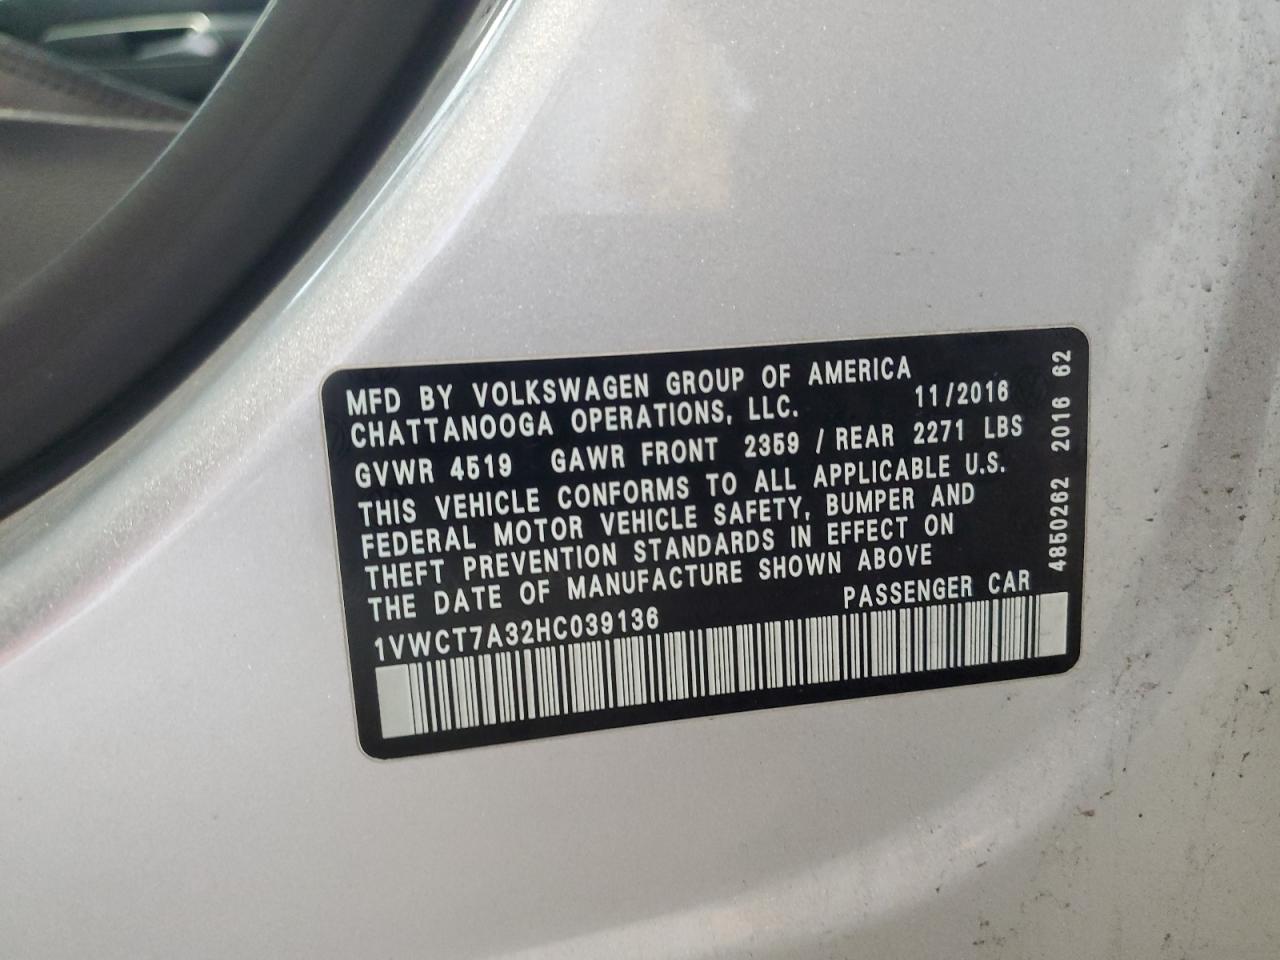 MFD BY VOLKSWAGEN GROUP OF AMERICA
CHATTANOOGA OPERATIONS, LLC. 11/2016
GVWR 4519 GAWR FRONT 2359 / REAR 2271 LBS
THIS VEHICLE CONFORMS TO ALL APPLICABLE U.S.
FEDERAL MOTOR VEHICLE SAFETY, BUMPER AND
THEFT PREVENTION STANDARDS IN EFFECT ON
THE DATE OF MANUFACTURE SHOWN ABOVE
1VWCT7A32HC039136 PASSENGER CAR
4850262 2016 62